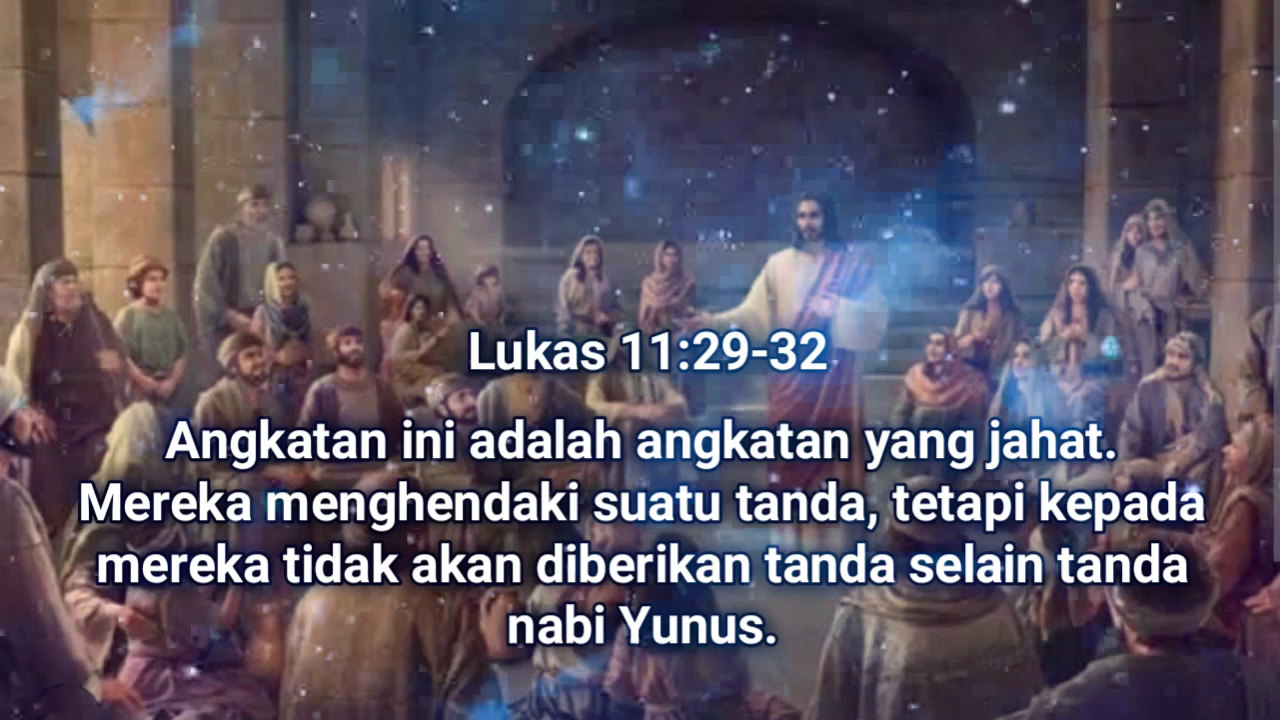 Lukas 11:29-32
Angkatan ini adalah angkatan yang jahat.
Mereka menghendaki suatu tanda, tetapi kepada
mereka tidak akan diberikan tanda selain tanda
nabi Yunus.